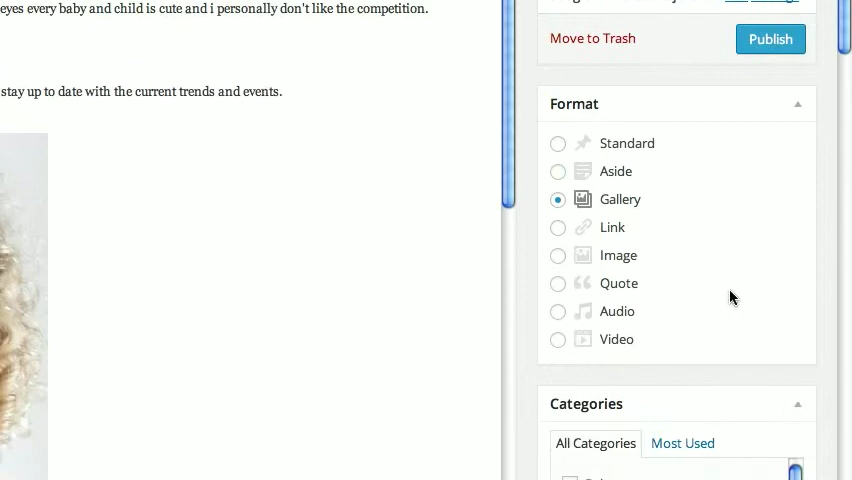 eyes every baby and child is cute and i personally don't like the competition.
stay up to date with the current trends and events.
Move to Trash
Publish
Format
Standard
Aside
Gallery
Link
Image
Quote
Audio
Video
Categories
All Categories
Most Used